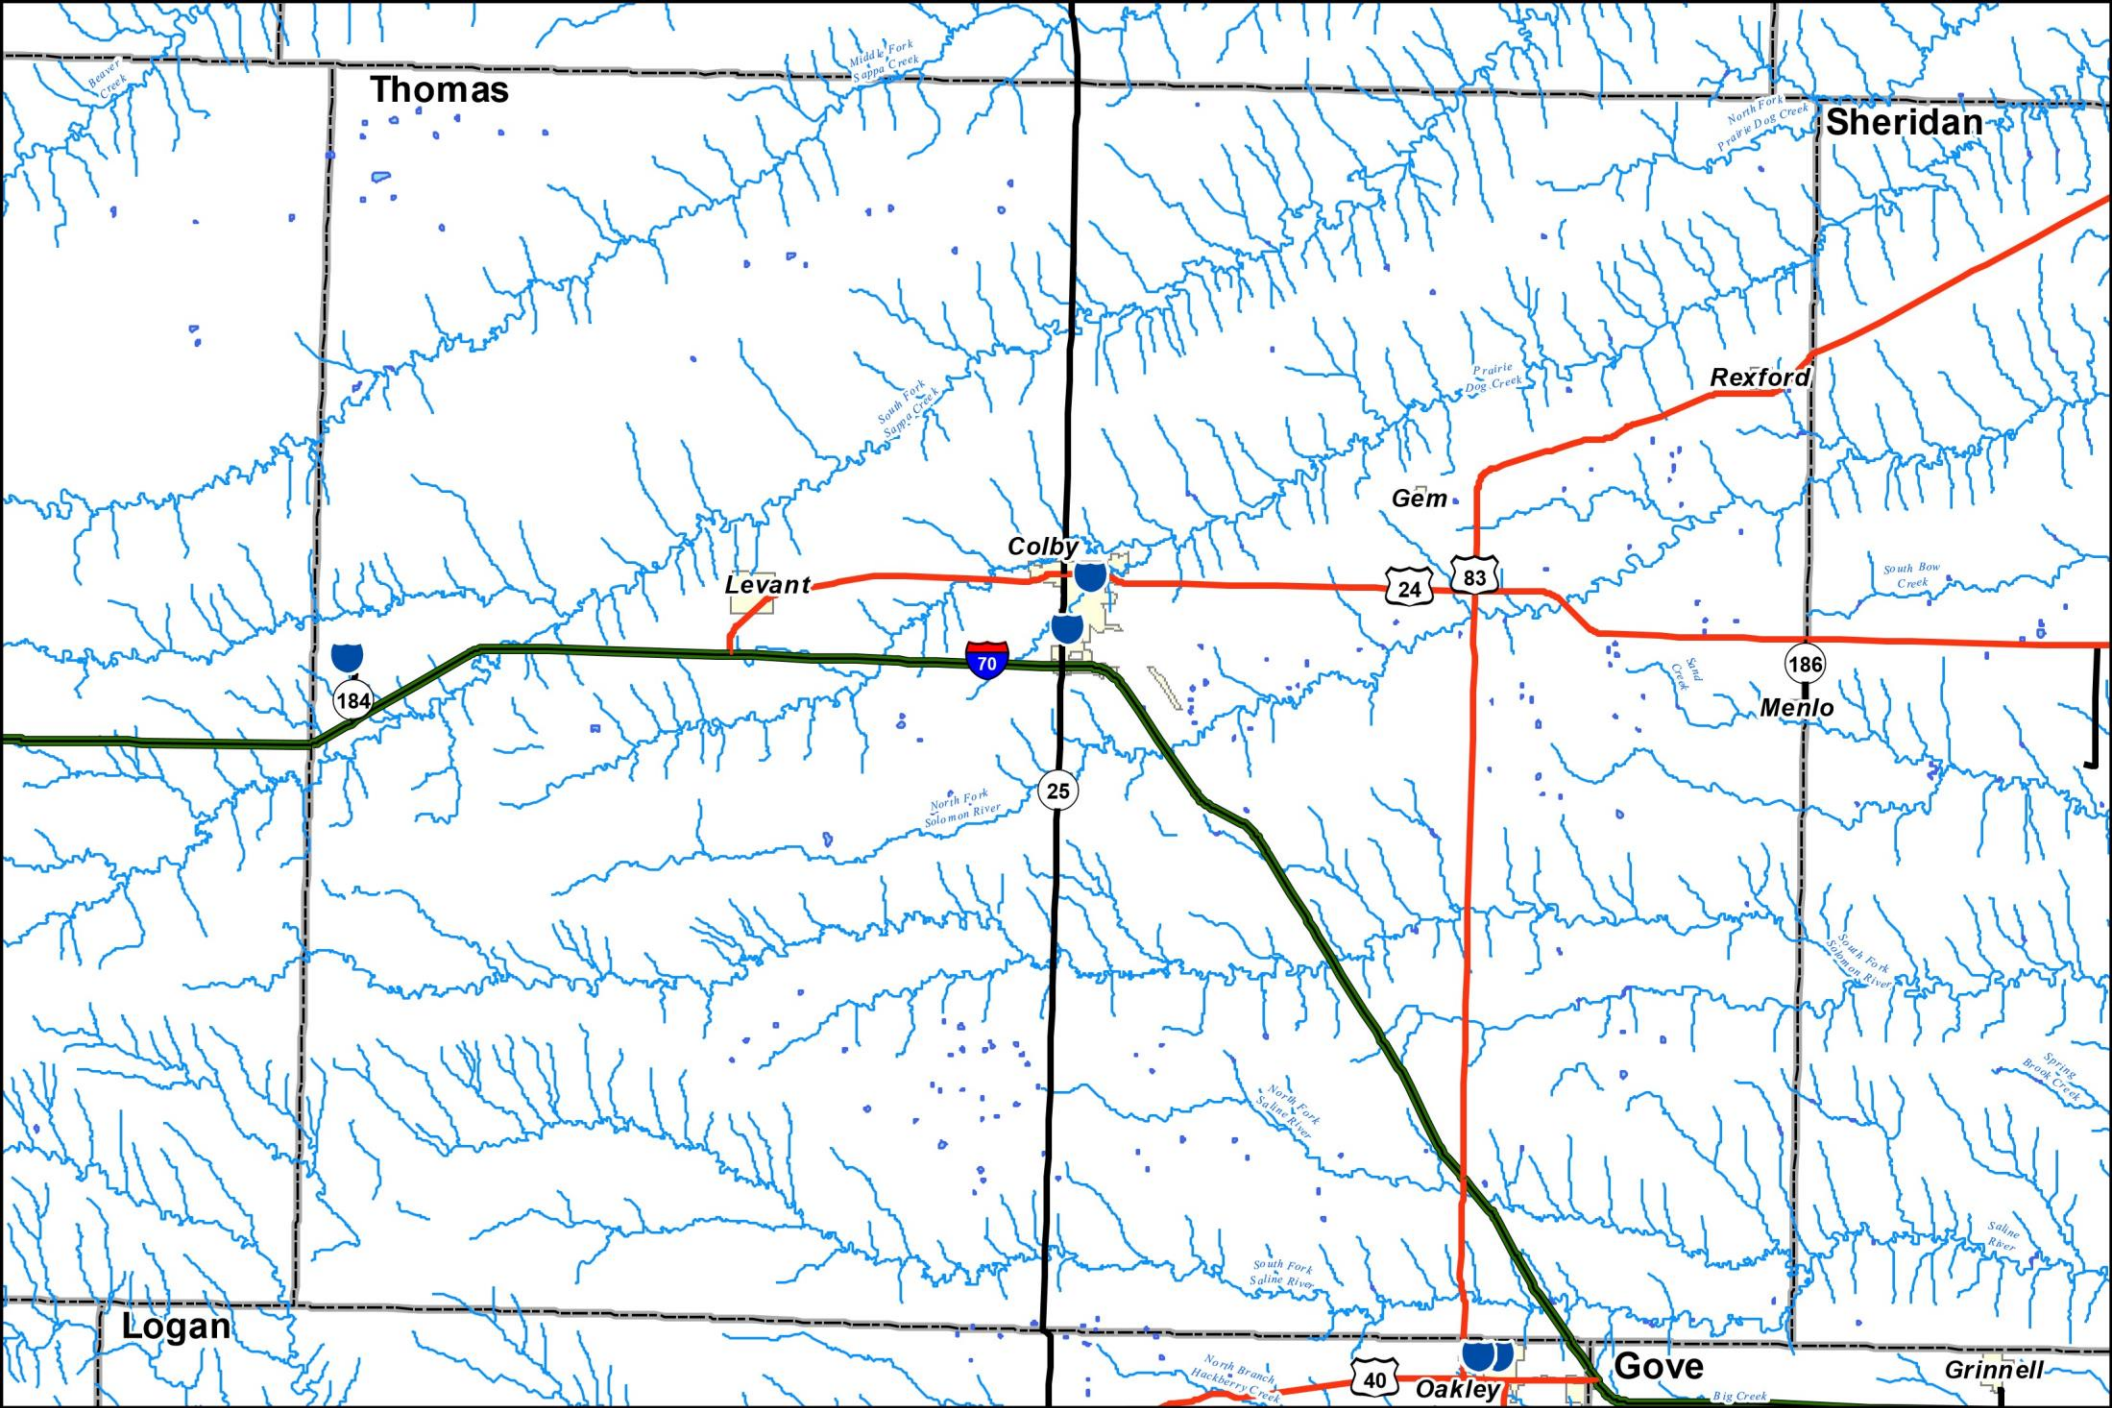 Middle Fork
Sappa Creek
Beaver
Creek
Thomas
North Fork
Prairie Dog Creek
Sheridan
Prairie
Dog Creek
Rexford
South Fork
Sappa Creek
Gem
Colby
South Bow
Creek
Levant
24
83
70
186
Sand
Creek
184
Menlo
25
North Fork
Solomon River
South Fork
Solomon River
Spring
Brook Creek
North Fork
Saline River
Saline
River
South Fork
Saline River
Logan
Gove
North Branch
Hackberry Creek
40
Oakley
Grinnell
Big Creek